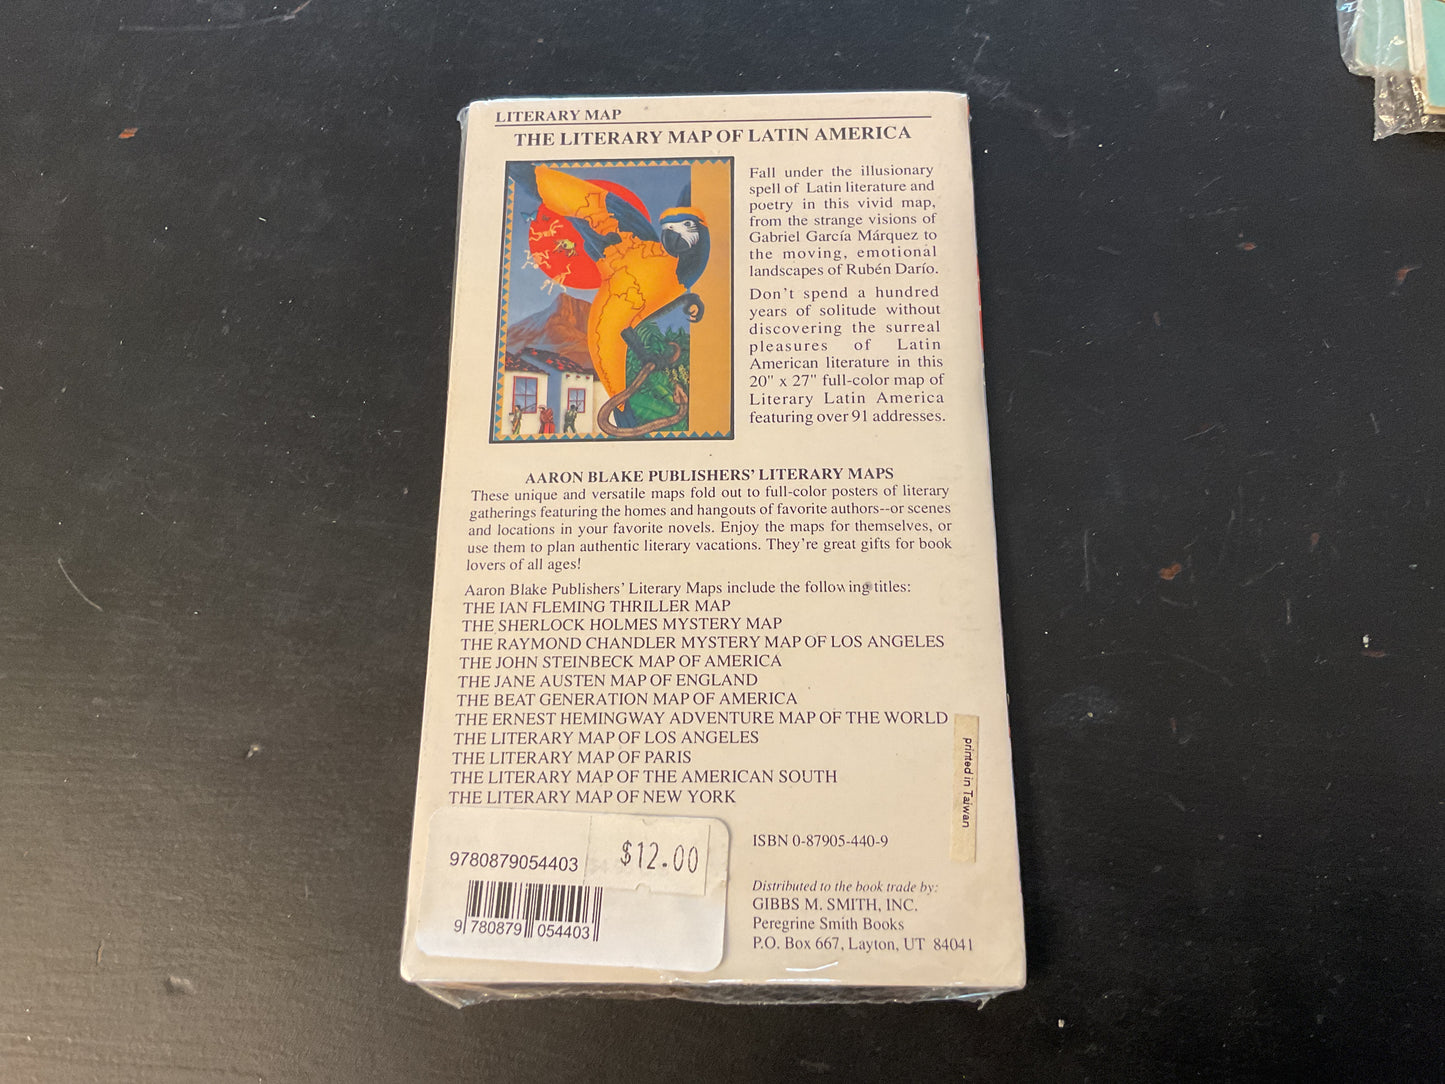 LITERARY MAP
THE LITERARY MAP OF LATIN AMERICA
Fall under the illusionary
spell of Latin literature and
poetry in this vivid map,
from the strange visions of
Gabriel García Márquez to
the moving, emotional
landscapes of Rubén Darío.
Don't spend a hundred
years of solitude without
discovering the surreal
pleasures of Latin
American literature in this
20" x 27" full-color map of
Literary Latin America
featuring over 91 addresses.
AARON BLAKE PUBLISHERS' LITERARY MAPS
These unique and versatile maps fold out to full-color posters of literary
gatherings featuring the homes and hangouts of favorite authors--or scenes
and locations in your favorite novels. Enjoy the maps for themselves, or
use them to plan authentic literary vacations. They're great gifts for book
lovers of all ages!
Aaron Blake Publishers' Literary Maps include the following titles:
THE IAN FLEMING THRILLER MAP
THE SHERLOCK HOLMES MYSTERY MAP
THE RAYMOND CHANDLER MYSTERY MAP OF LOS ANGELES
THE JOHN STEINBECK MAP OF AMERICA
THE JANE AUSTEN MAP OF ENGLAND
THE BEAT GENERATION MAP OF AMERICA
THE ERNEST HEMINGWAY ADVENTURE MAP OF THE WORLD
THE LITERARY MAP OF LOS ANGELES
THE LITERARY MAP OF PARIS
THE LITERARY MAP OF THE AMERICAN SOUTH
THE LITERARY MAP OF NEW YORK
printed in Taiwan
9780879054403
$12.00
9 780879 054403
ISBN 0-87905-440-9
Distributed to the book trade by:
GIBBS M. SMITH, INC.
Peregrine Smith Books
P.O. Box 667, Layton, UT 84041